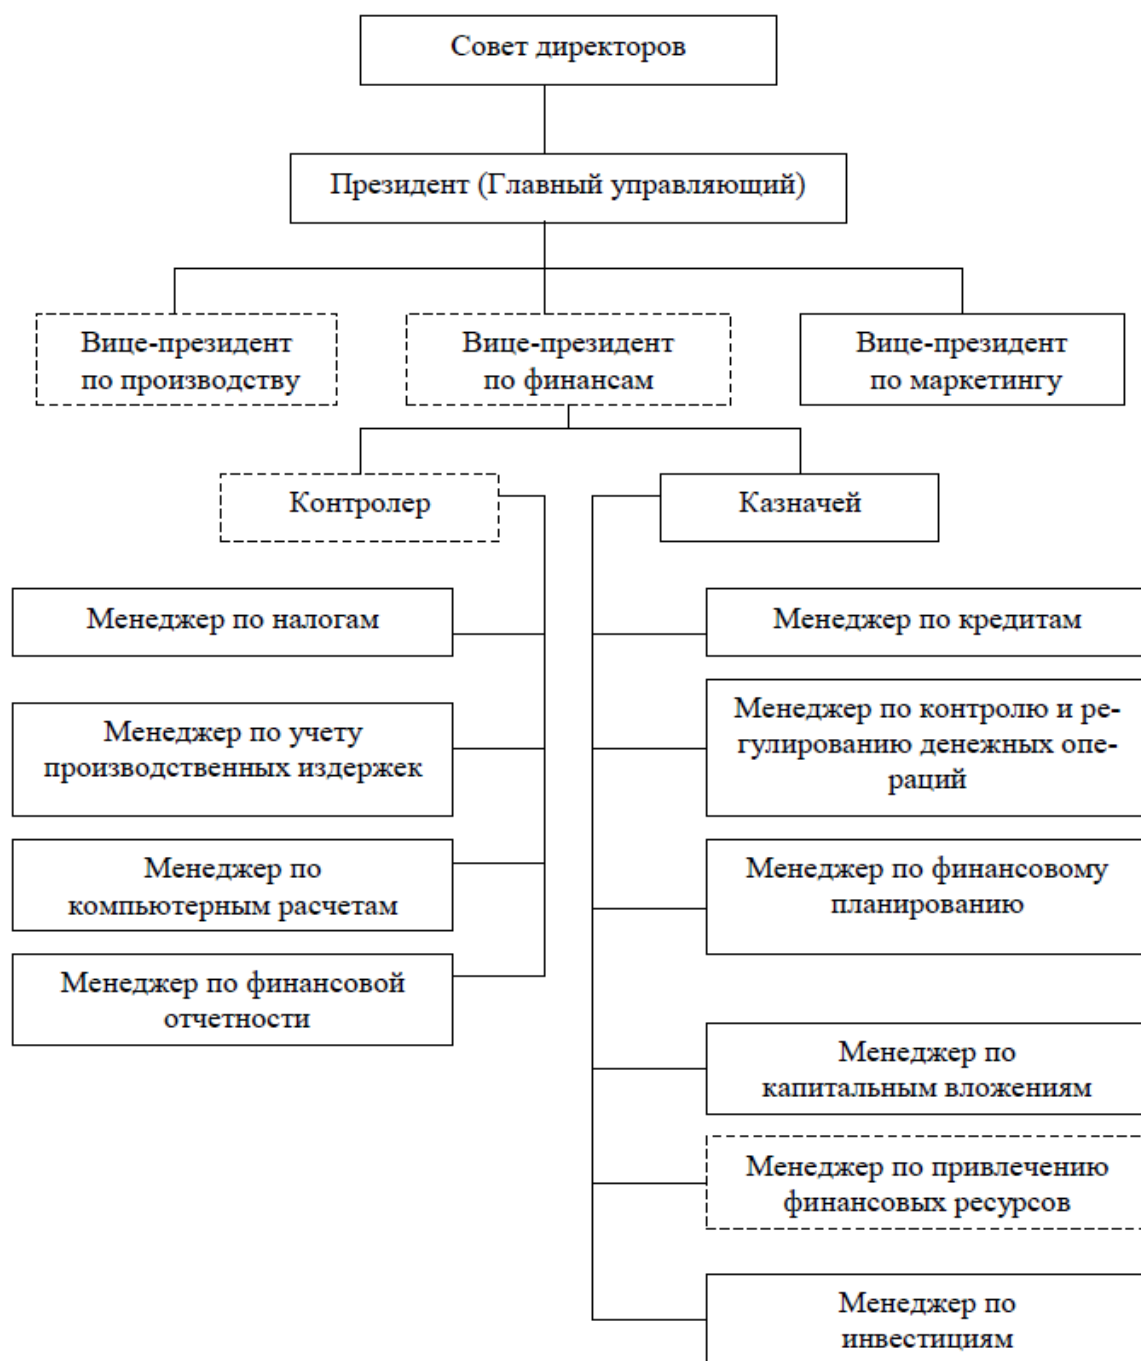 Совет директоров
Президент (Главный управляющий)
Вице-президент
по производству
Вице-президент
по финансам
Вице-президент
по маркетингу
Контролер
Казначей
Менеджер по налогам
Менеджер по учету
производственных издержек
Менеджер по
компьютерным расчетам
Менеджер по финансовой
отчетности
Менеджер по кредитам
Менеджер по контролю и ре-
гулированию денежных опе-
раций
Менеджер по финансовому
планированию
Менеджер по
капитальным вложениям
Менеджер по привлечению
финансовых ресурсов
Менеджер по
инвестициям